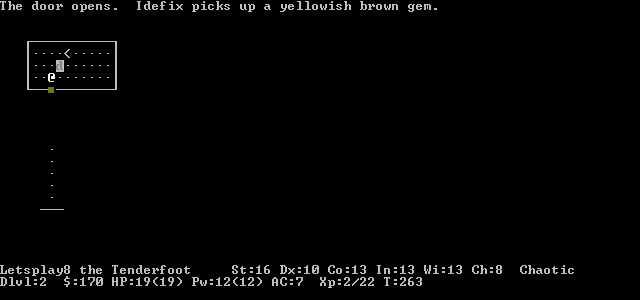 The door opens.  Idefix picks up a yellowish brown gem.
----<-----
---d------
--@-------
Letsplay8 the Tenderfoot     St:16 Dx:10 Co:13 In:13 Wi:13 Ch:8  Chaotic
Dlvl:2  $:170 HP:19(19) Pw:12(12) AC:7  Xp:2/22 T:263